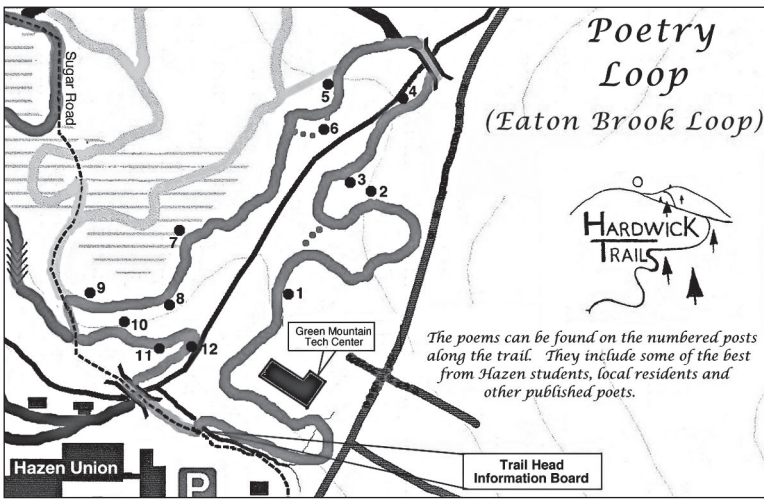 Poetry
Loop
(Eaton Brook Loop)
Sugar Road
5
4
6
3
2
7
1
9
8
10
11
12
HARDWICK
TRAILS
Green Mountain
Tech Center
The poems can be found on the numbered posts
along the trail. They include some of the best
from Hazen students, local residents and
other published poets.
Hazen Union
P
Trail Head
Information Board